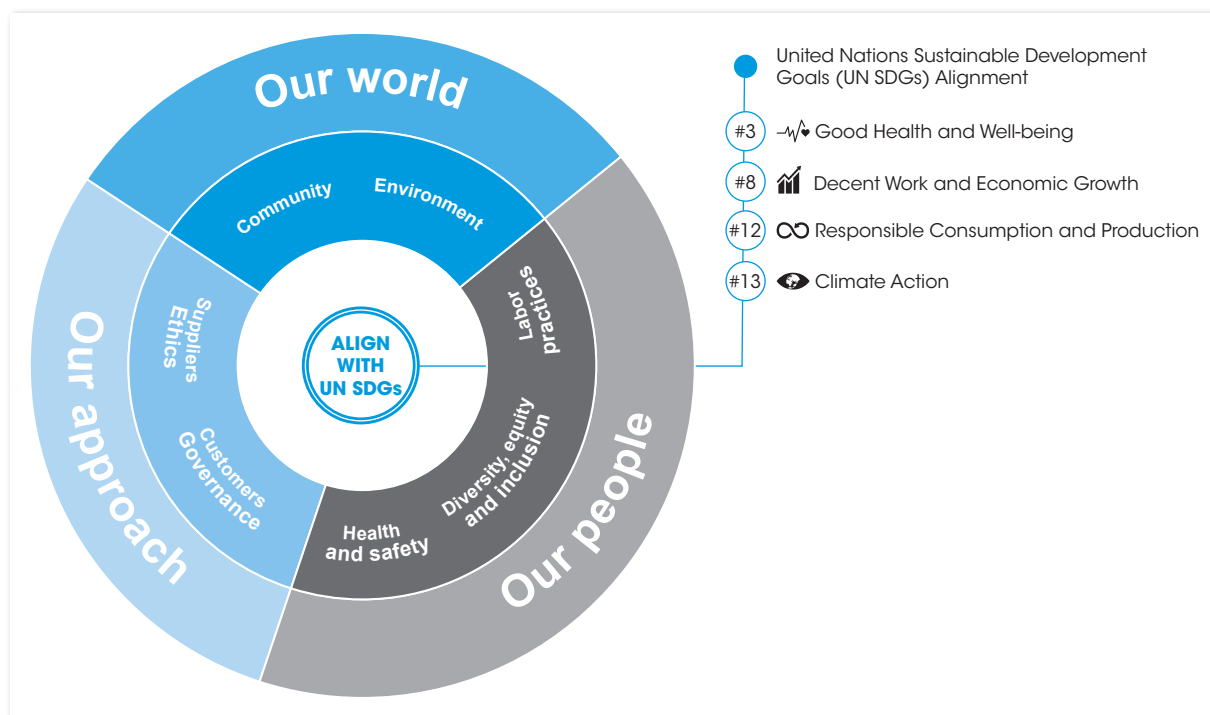 Our world
Community
Environment
Our approach
Suppliers
Ethics
Customers
Governance
Our people
Labor
practices
Diversity, equity
and inclusion
Health
and safety
ALIGN
WITH
UN SDGs
United Nations Sustainable Development
Goals (UN SDGs) Alignment
#3 Good Health and Well-being
#8 Decent Work and Economic Growth
#12 Responsible Consumption and Production
#13 Climate Action